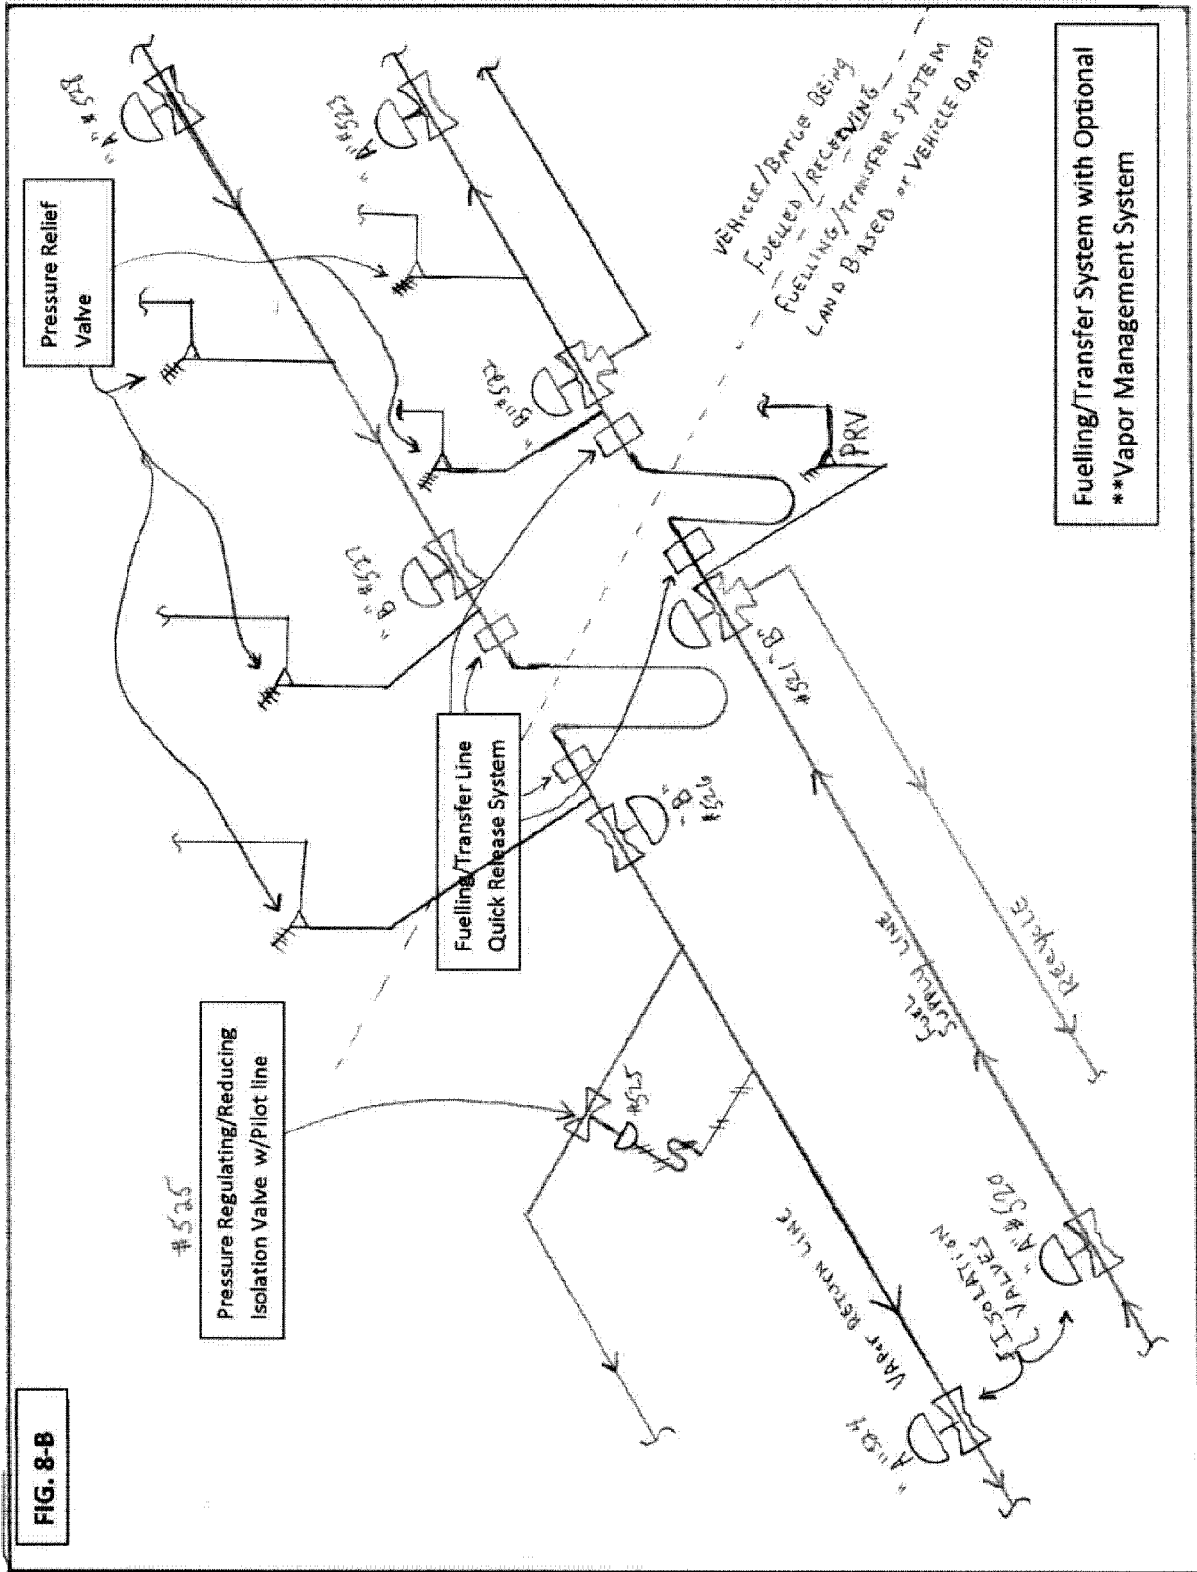 FIG. 8-B
#525
Pressure Regulating/Reducing
Isolation Valve w/Pilot line
Pressure Relief
Valve
Fuelling/Transfer Line
Quick Release System
"A" #528
"A" #523
"B" #527
"B" #522
VEHICLE/BARGE BEING
FUELLED/RECEIVING
FUELLING/TRANSFER SYSTEM
LAND BASED or VEHICLE BASED
PRV
#521 "B"
"B"
#526
#525
FUEL
SUPPLY LINE
RECYCLE
VAPOR RETURN LINE
ISOLATION
VALVES
"A" #520
"A" 524
Fuelling/Transfer System with Optional
**Vapor Management System